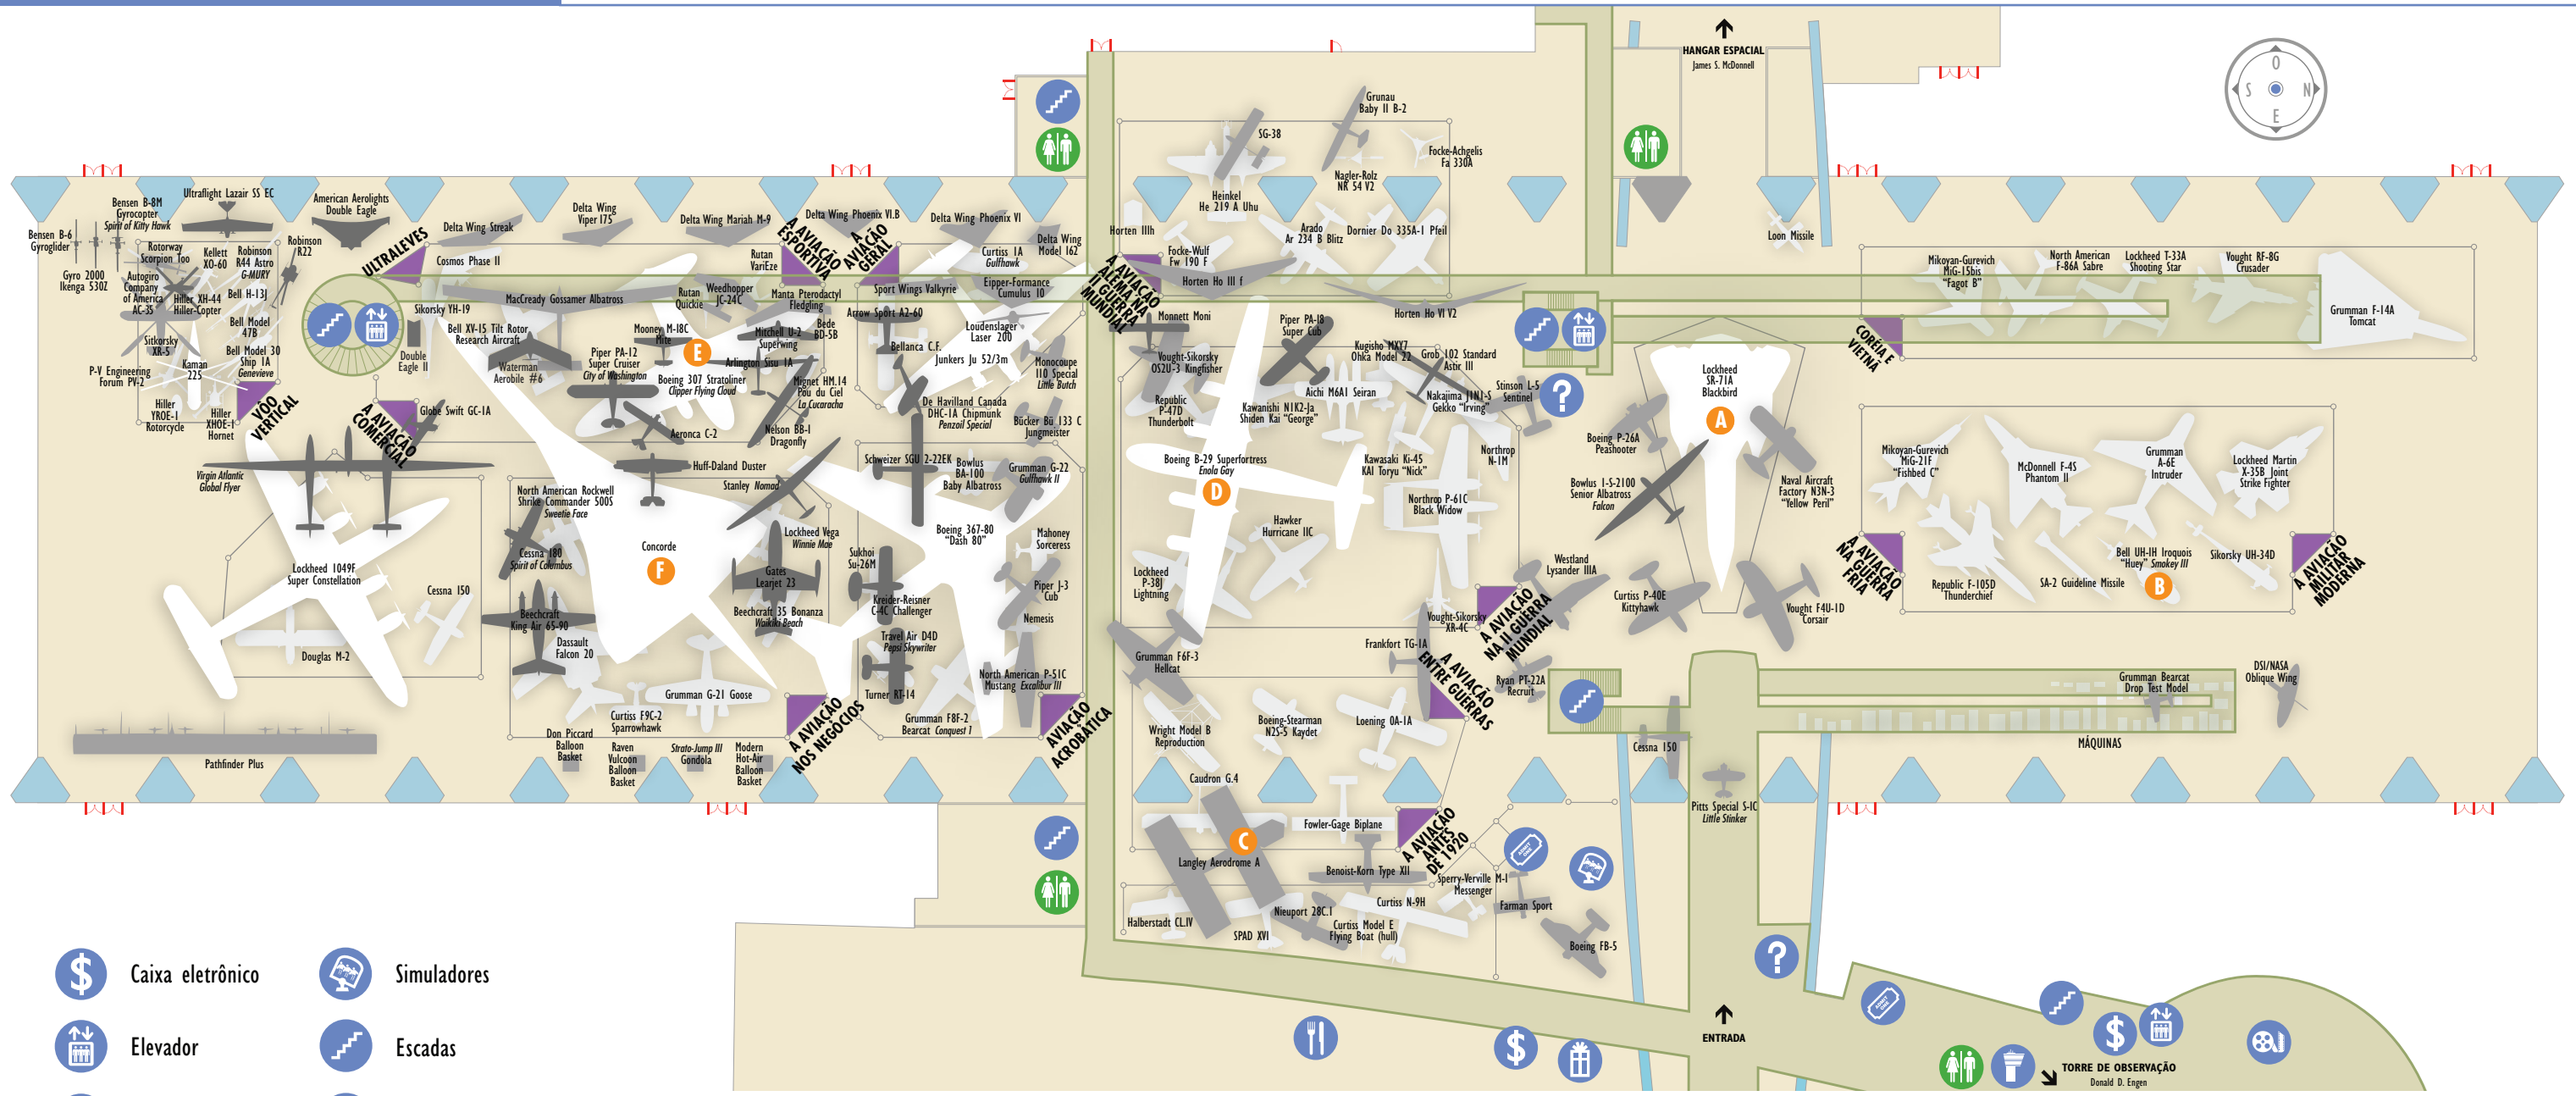 HANGAR ESPACIAL
James S. McDonnell
O
S
N
E
Grunau
Baby II B-2
SG-38
Focke-Achgelis
Fa 330A
Nagler-Rolz
NR 54 V2
Heinkel
He 219 A Uhu
Arado
Ar 234 B Blitz
Dornier Do 335A-1 Pfeil
Horten IIIh
Focke-Wulf
Fw 190 F
Horten Ho III f
Horten Ho VI V2
A AVIAÇÃO
ALEMÃ NA
II GUERRA
MUNDIAL
Loon Missile
Bensen B-8M
Gyrocopter
Spirit of Kitty Hawk
Ultraflight Lazair SS EC
American Aerolights
Double Eagle
Bensen B-6
Gyroglider
Gyro 2000
Ikenga 530Z
Rotorway
Scorpion Too
Kellett
XO-60
Robinson
R44 Astro
G-MURY
Robinson
R22
Autogiro
Company
of America
AC-35
Hiller XH-44
Hiller-Copter
Bell H-13J
Bell Model
47B
Sitkorsky
XR-5
Bell Model 30
Ship 1A
Genevieve
Kaman
225
P-V Engineering
Forum PV-2
Hiller
YROE-1
Rotorcycle
Hiller
XHOE-1
Hornet
VÔO
VERTICAL
ULTRALEVES
Delta Wing Streak
Delta Wing
Viper 175
Delta Wing Mariah M-9
Delta Wing Phoenix VI.B
Delta Wing Phoenix VI
Delta Wing
Model 162
Cosmos Phase II
Rutan
VariEze
A AVIAÇÃO
ESPORTIVA
A
AVIAÇÃO
GERAL
Curtiss 1A
Gulfhawk
Sikorsky YH-19
MacCready Gossamer Albatross
Rutan
Quickie
Weedhopper
JC-24C
Manta Pterodactyl
Fledgling
Sport Wings Valkyrie
Eipper-Formance
Cumulus 10
Bell XV-15 Tilt Rotor
Research Aircraft
Mooney M-18C
Mite
E
Mitchell U-2
Superwing
Bede
BD-5B
Arrow Sport A2-60
Loudenslager
Laser 200
Bellanca C.F.
Junkers Ju 52/3m
Monocoupe
110 Special
Little Butch
Double
Eagle II
Waterman
Aerobile #6
Piper PA-12
Super Cruiser
City of Washington
Arlington Sisu 1A
Boeing 307 Stratoliner
Clipper Flying Cloud
Mignet HM.14
Pou du Ciel
La Cucaracha
De Havilland Canada
DHC-1A Chipmunk
Penzoil Special
Bücker Bü 133 C
Jungmeister
Globe Swift GC-1A
A AVIAÇÃO
COMERCIAL
Aeronca C-2
Nelson BB-1
Dragonfly
Virgin Atlantic
Global Flyer
Huff-Daland Duster
Stanley Nomad
Schweizer SGU 2-22EK
Bowlus
BA-100
Baby Albatross
Grumman G-22
Gulfhawk II
North American Rockwell
Shrike Commander 500S
Sweetie Face
Lockheed Vega
Winnie Mae
Boeing 367-80
"Dash 80"
Mahoney
Sorceress
Concorde
F
Cessna 180
Spirit of Columbus
Gates
Learjet 23
Sukhoi
Su-26M
Kreider-Reisner
C-4C Challenger
Piper J-3
Cub
Nemesis
Lockheed 1049F
Super Constellation
Cessna 150
Douglas M-2
Beechcraft
King Air 65-90
Beechcraft 35 Bonanza
Waikiki Beach
Dassault
Falcon 20
Travel Air D4D
Pepsi Skywriter
North American P-51C
Mustang Excalibur III
Grumman G-21 Goose
Turner RT-14
Curtiss F9C-2
Sparrowhawk
Grumman F8F-2
Bearcat Conquest 1
A AVIAÇÃO
NOS NEGÓCIOS
AVIAÇÃO
ACROBÁTICA
Pathfinder Plus
Don Piccard
Balloon
Basket
Raven
Vulcoon
Balloon
Basket
Strato-Jump III
Gondola
Modern
Hot-Air
Balloon
Basket
Monnett Moni
Piper PA-18
Super Cub
Vought-Sikorsky
OS2U-3 Kingfisher
Kugisho MXY7
Ohka Model 22
Grob 102 Standard
Astir III
Republic
P-47D
Thunderbolt
Aichi M6A1 Seiran
Kawanishi N1K2-Ja
Shiden Kai "George"
Nakajima J1N1-S
Gekko "Irving"
Stinson L-5
Sentinel
?
Boeing B-29 Superfortress
Enola Gay
D
Kawasaki Ki-45
KAI Toryu "Nick"
Northrop
N-1M
Northrop P-61C
Black Widow
Hawker
Hurricane IIC
Lockheed
P-38J
Lightning
Westland
Lysander IIIA
Vought-Sikorsky
XR-4C
A AVIAÇÃO
NA II GUERRA
MUNDIAL
Frankfort TG-1A
Grumman F6F-3
Hellcat
A AVIAÇÃO
ENTRE GUERRAS
Ryan PT-22A
Recruit
Wright Model B
Reproduction
Boeing-Stearman
N2S-5 Kaydet
Loening OA-1A
Caudron G.4
Fowler-Gage Biplane
A AVIAÇÃO
ANTES
DE 1920
C
Langley Aerodrome A
Benoist-Korn Type XII
Sperry-Verville M-1
Messenger
Farman Sport
Halberstadt CL.IV
Nieuport 28C.1
SPAD XVI
Curtiss N-9H
Curtiss Model E
Flying Boat (hull)
Boeing FB-5
ADMIT
ONE
Lockheed
SR-71A
Blackbird
A
Boeing P-26A
Peashooter
Bowlus 1-S-2100
Senior Albatross
Falcon
Naval Aircraft
Factory N3N-3
"Yellow Peril"
Curtiss P-40E
Kittyhawk
Vought F4U-1D
Corsair
Cessna 150
Pitts Special S-1C
Little Stinker
Mikoyan-Gurevich
MiG-15bis
"Fagot B"
North American
F-86A Sabre
Lockheed T-33A
Shooting Star
Vought RF-8G
Crusader
Grumman F-14A
Tomcat
CORÉIA E
VIETNÃ
Mikoyan-Gurevich
MiG-21F
"Fishbed C"
McDonnell F-4S
Phantom II
Grumman
A-6E
Intruder
Lockheed Martin
X-35B Joint
Strike Fighter
A AVIAÇÃO
NA GUERRA
FRIA
Republic F-105D
Thunderchief
SA-2 Guideline Missile
Bell UH-1H Iroquois
"Huey" Smokey III
B
Sikorsky UH-34D
A AVIAÇÃO
MILITAR
MODERNA
Grumman Bearcat
Drop Test Model
DSI/NASA
Oblique Wing
MÁQUINAS
?
ADMIT
ONE
ENTRADA
$
$
TORRE DE OBSERVAÇÃO
Donald D. Engen
$ Caixa eletrônico
Simuladores
Elevador
Escadas